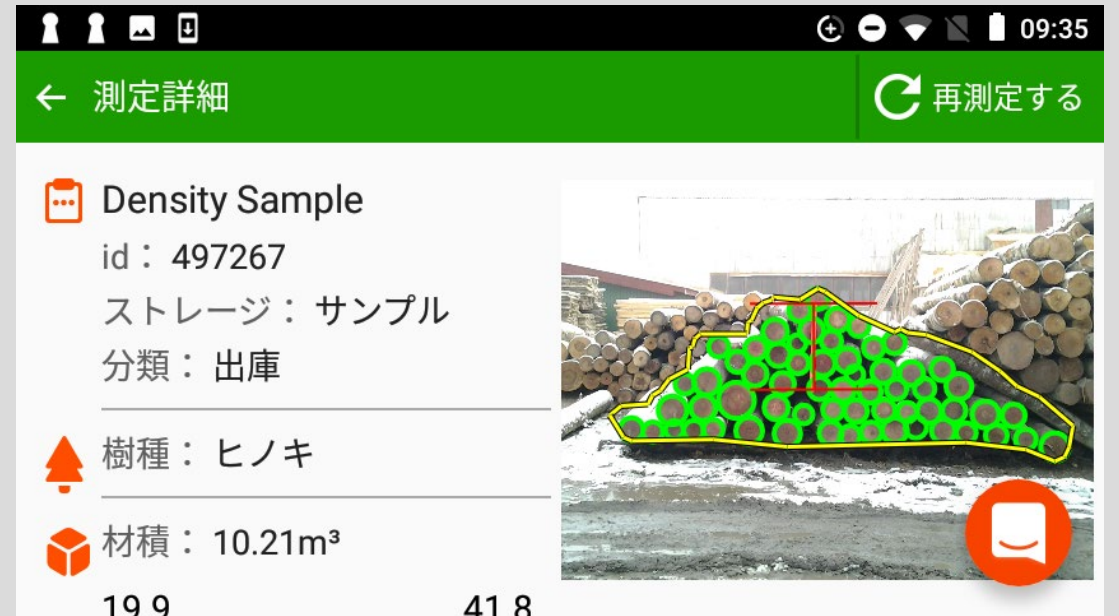 09:35
測定詳細
再測定する
Density Sample
id： 497267
ストレージ： サンプル
分類： 出庫
樹種： ヒノキ
材積： 10.21m³
19.9 41.8